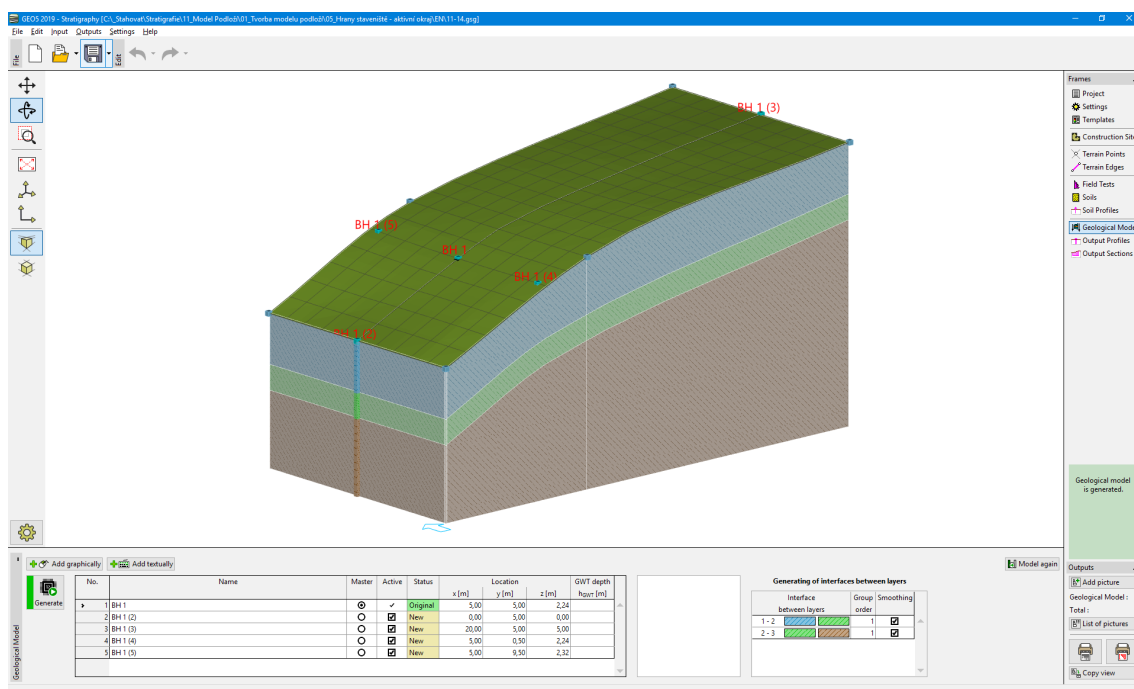 GEO5 2019 - Stratigraphy [C:\_Stahovat\Stratigrafie\11_Model Podloží\01_Tvorba modelu podloží\05_Hrany staveniště - aktivní okraj\EN\11-14.gsg]
File Edit Input Outputs Settings Help
File
Edit
Frames
Project
Settings
Templates
Construction Site
Terrain Points
Terrain Edges
Field Tests
Soils
Soil Profiles
Geological Mode
Output Profiles
Output Sections
BH 1 (3)
BH 1 (5)
BH 1
BH 1 (4)
BH 1 (2)
Geological model
is generated.
Add graphically Add textually
Model again
Generate
Geological Model
No. Name Master Active Status Location GWT depth
x [m] y [m] z [m] hGWT [m]
1 BH 1 Original 5,00 5,00 2,24
2 BH 1 (2) New 0,00 5,00 0,00
3 BH 1 (3) New 20,00 5,00 5,00
4 BH 1 (4) New 5,00 0,50 2,24
5 BH 1 (5) New 5,00 9,50 2,32
Generating of interfaces between layers
Interface Group Smoothing
between layers order
1 - 2 1
2 - 3 1
Outputs
Add picture
Geological Model :
Total :
List of pictures
Copy view